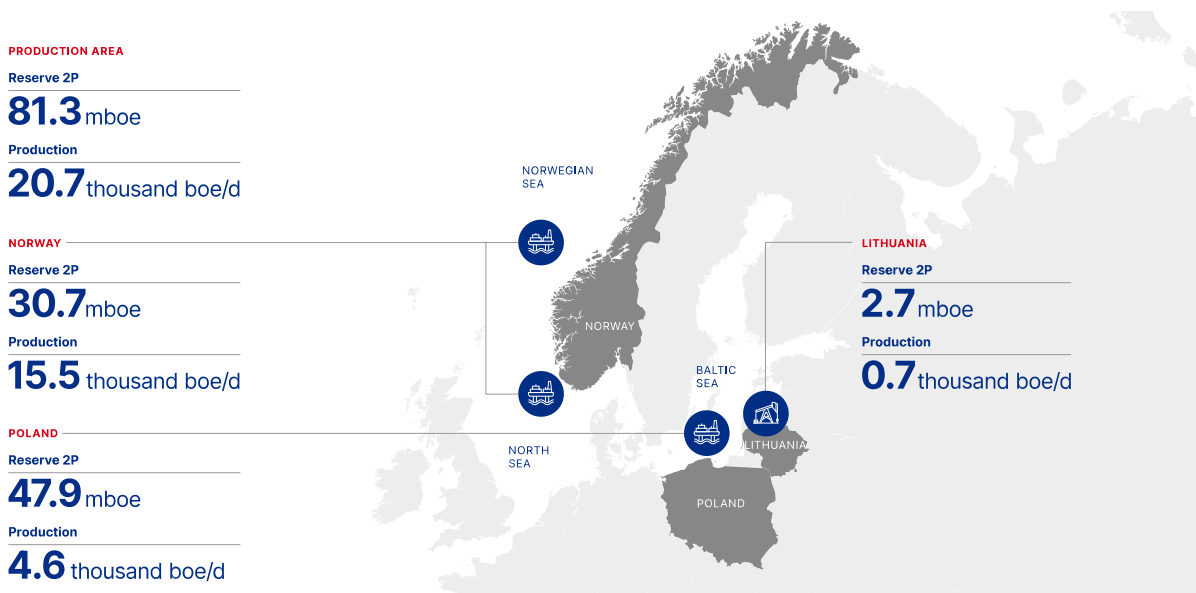 PRODUCTION AREA
Reserve 2P
81.3 mboe
Production
20.7 thousand boe/d
NORWAY
Reserve 2P
30.7 mboe
Production
15.5 thousand boe/d
POLAND
Reserve 2P
47.9 mboe
Production
4.6 thousand boe/d
NORWEGIAN
SEA
NORWAY
BALTIC
SEA
NORTH
SEA
LITHUANIA
POLAND
LITHUANIA
Reserve 2P
2.7 mboe
Production
0.7 thousand boe/d